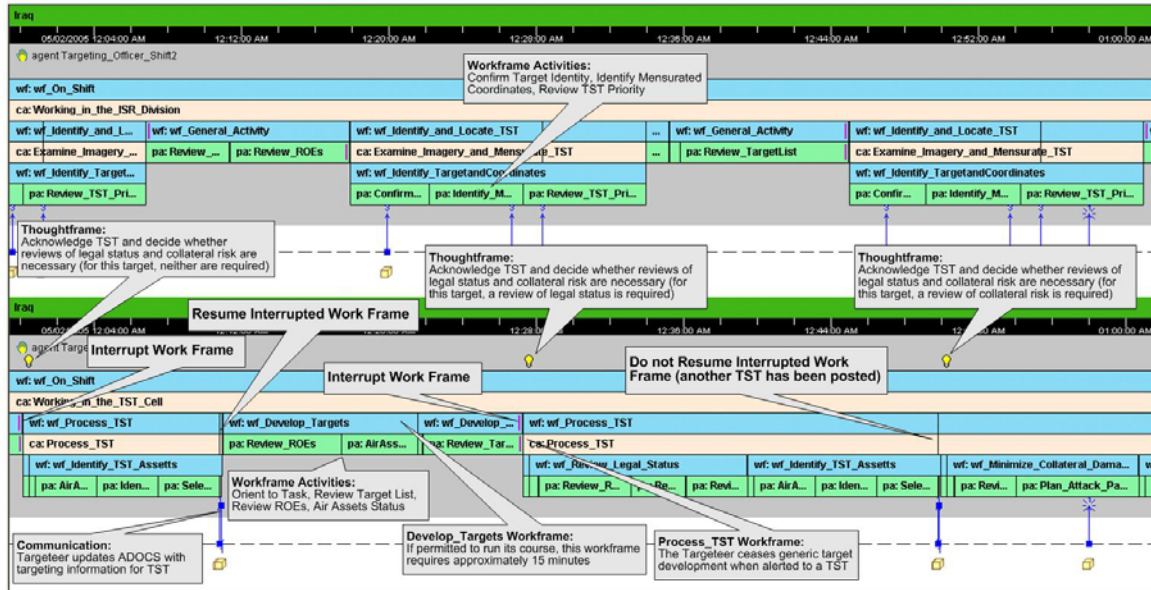 Iraq
05/02/2005 12:04:00 AM 12:12:00 AM 12:20:00 AM 12:28:00 AM 12:36:00 AM 12:44:00 AM 12:52:00 AM 01:00:00 AM
agent Targeting_Officer_Shift2
Workframe Activities:
Confirm Target Identity, Identify Mensurated
Coordinates, Review TST Priority
wf: wf_On_Shift
ca: Working_in_the_ISR_Division
wf: wf_Identify_and_L... wf: wf_General_Activity wf: wf_Identify_and_Locate_TST ... wf: wf_General_Activity wf: wf_Identify_and_Locate_TST
ca: Examine_Imagery_... pa: Review_... pa: Review_ROEs ca: Examine_Imagery_and_Mensurate_TST ... pa: Review_TargetList ca: Examine_Imagery_and_Mensurate_TST
wf: wf_Identify_Target... wf: wf_Identify_TargetandCoordinates wf: wf_Identify_TargetandCoordinates
pa: Review_TST_Pri... pa: Confirm... pa: Identify_M... pa: Review_TST_Pri... pa: Confir... pa: Identify_M... pa: Review_TST_Pri...
Thoughtframe:
Acknowledge TST and decide whether
reviews of legal status and collateral risk are
necessary (for this target, neither are required)
Thoughtframe:
Acknowledge TST and decide whether reviews of
legal status and collateral risk are necessary (for
this target, a review of legal status is required)
Thoughtframe:
Acknowledge TST and decide whether reviews of
legal status and collateral risk are necessary (for
this target, a review of collateral risk is required)
Iraq
05/02/2005 12:04:00 AM 12:28:00 AM 12:36:00 AM 12:44:00 AM 01:00:00 AM
Resume Interrupted Work Frame
agent Targe
Interrupt Work Frame
Interrupt Work Frame
Do not Resume Interrupted Work
Frame (another TST has been posted)
wf: wf_On_Shift
ca: Working_in_the_TST_Cell
wf: wf_Process_TST wf: wf_Develop_Targets wf: wf_Develop_... wf: wf_Process_TST
ca: Process_TST pa: Review_ROEs pa: AirAss... pa: Review_Tar... ca: Process_TST
wf: wf_Identify_TST_Assetts wf: wf_Review_Legal_Status wf: wf_Identify_TST_Assetts wf: wf_Minimize_Collateral_Dama...
pa: AirA... pa: Iden... pa: Sele... pa: Review_R... pa: Re... pa: Revi... pa: AirA... pa: Iden... pa: Sele... pa: Revi... pa: Plan_Attack_Pa...
Workframe Activities:
Orient to Task, Review Target List,
Review ROEs, Air Assets Status
Communication:
Targeteer updates ADOCS with
targeting information for TST
Develop_Targets Workframe:
If permitted to run its course, this workframe
requires approximately 15 minutes
Process_TST Workframe:
The Targeteer ceases generic target
development when alerted to a TST